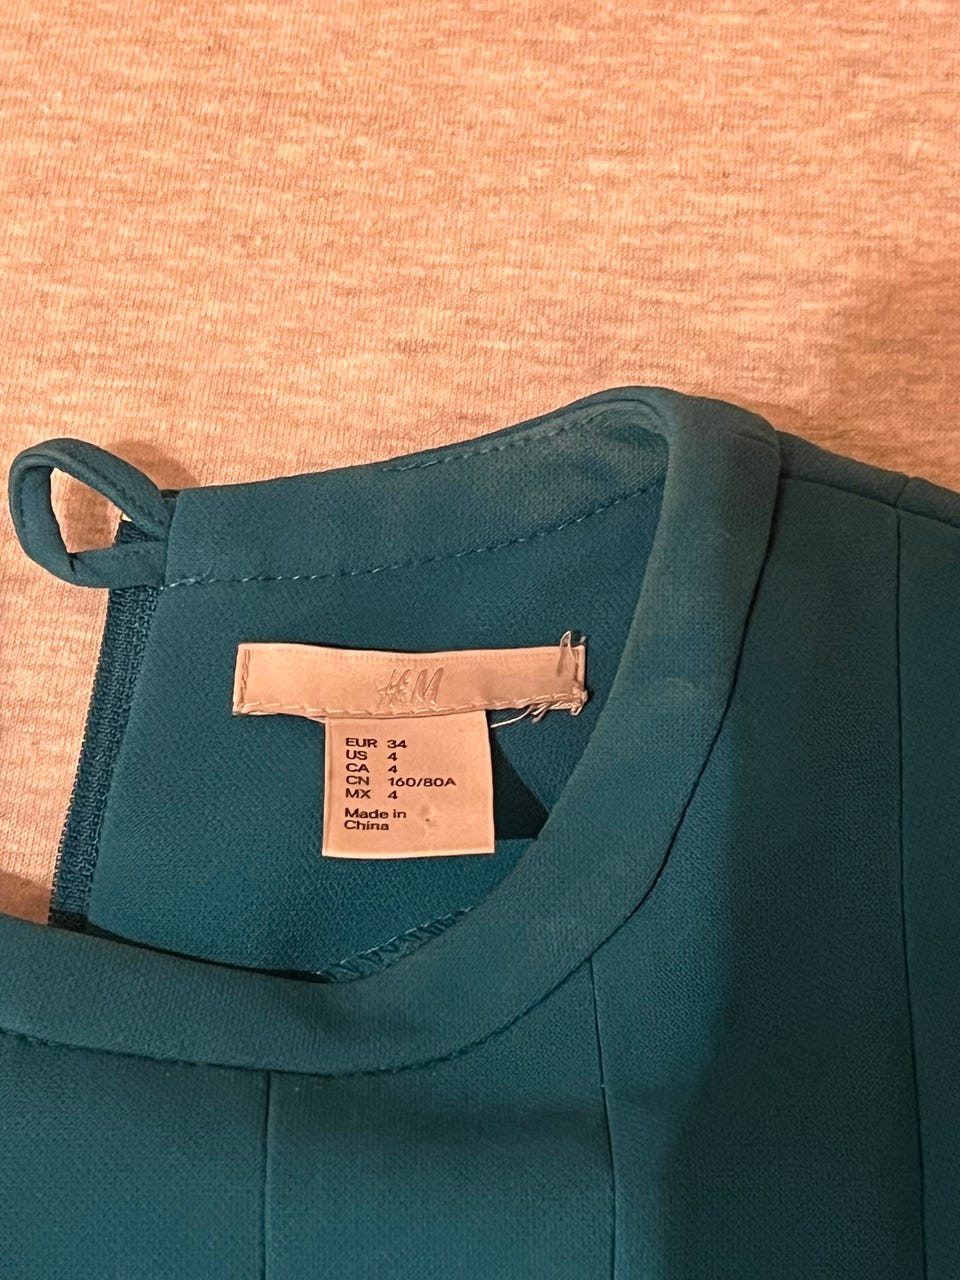 H&M
EUR 34
US 4
CA 4
CN 160/80A
MX 4
Made in
China